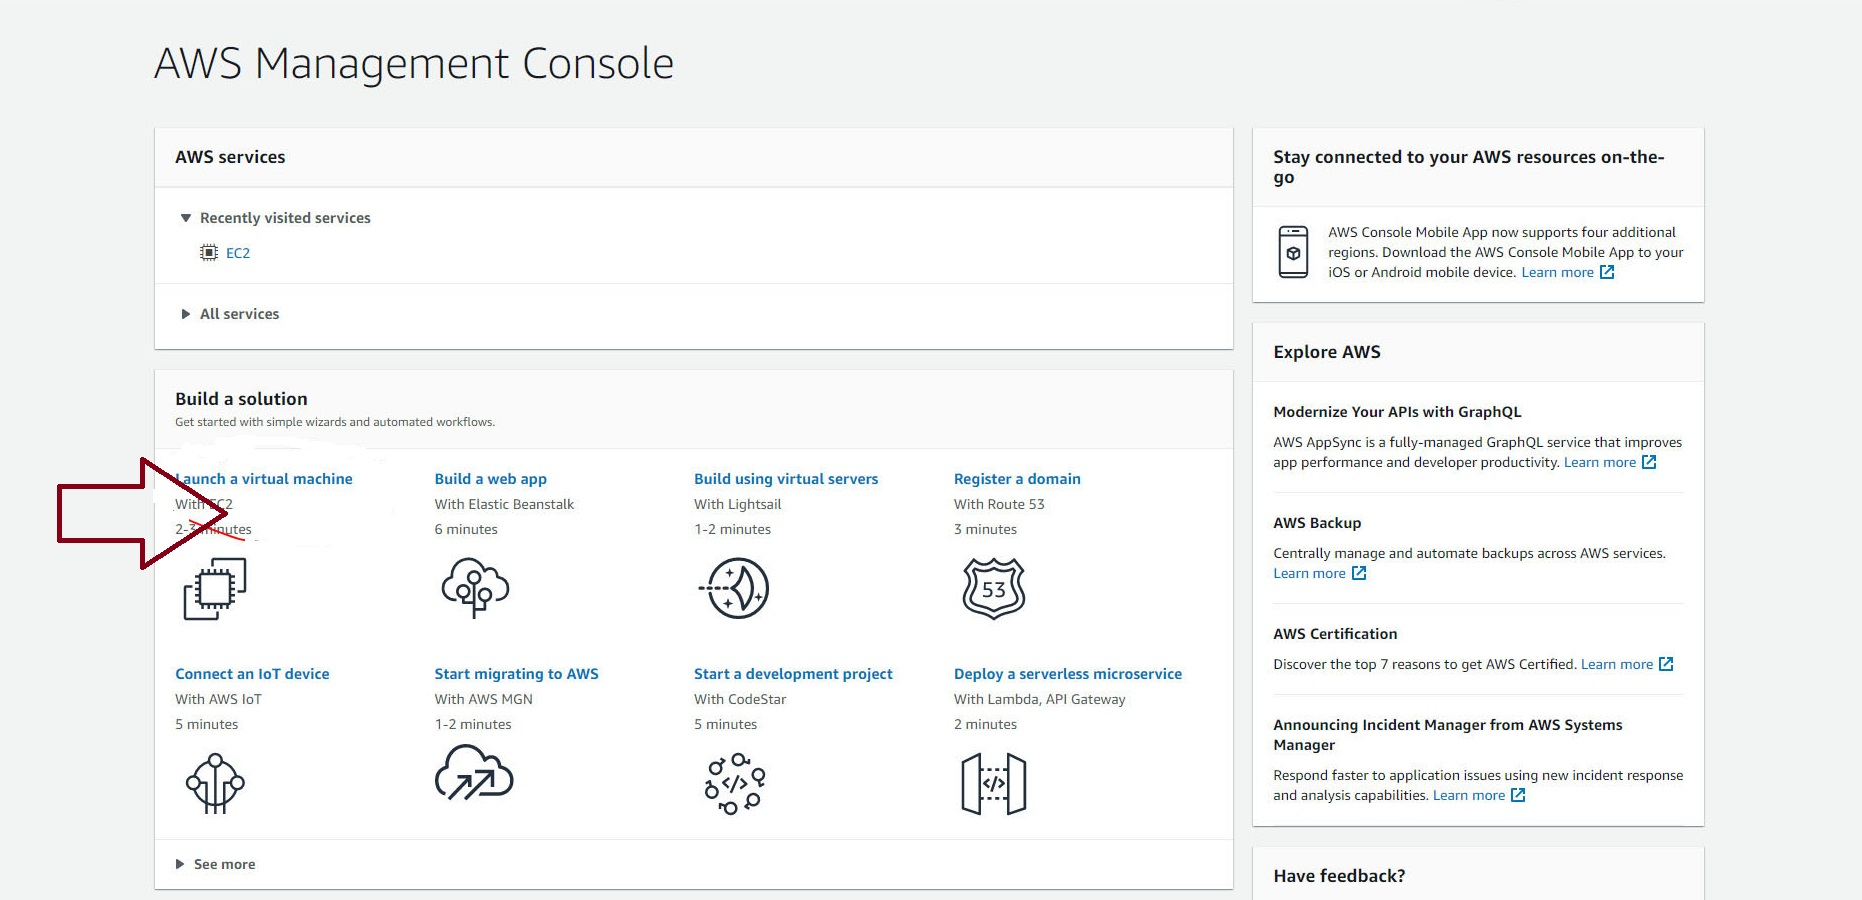 AWS Management Console
AWS services
Recently visited services
EC2
All services
Build a solution
Get started with simple wizards and automated workflows.
Launch a virtual machine
With EC2
2-3 minutes
Build a web app
With Elastic Beanstalk
6 minutes
Build using virtual servers
With Lightsail
1-2 minutes
Register a domain
With Route 53
3 minutes
53
Connect an IoT device
With AWS IoT
5 minutes
Start migrating to AWS
With AWS MGN
1-2 minutes
Start a development project
With CodeStar
5 minutes
</>
Deploy a serverless microservice
With Lambda, API Gateway
2 minutes
</>
See more
Stay connected to your AWS resources on-the-
go
AWS Console Mobile App now supports four additional
regions. Download the AWS Console Mobile App to your
iOS or Android mobile device. Learn more
Explore AWS
Modernize Your APIs with GraphQL
AWS AppSync is a fully-managed GraphQL service that improves
app performance and developer productivity. Learn more
AWS Backup
Centrally manage and automate backups across AWS services.
Learn more
AWS Certification
Discover the top 7 reasons to get AWS Certified. Learn more
Announcing Incident Manager from AWS Systems
Manager
Respond faster to application issues using new incident response
and analysis capabilities. Learn more
Have feedback?